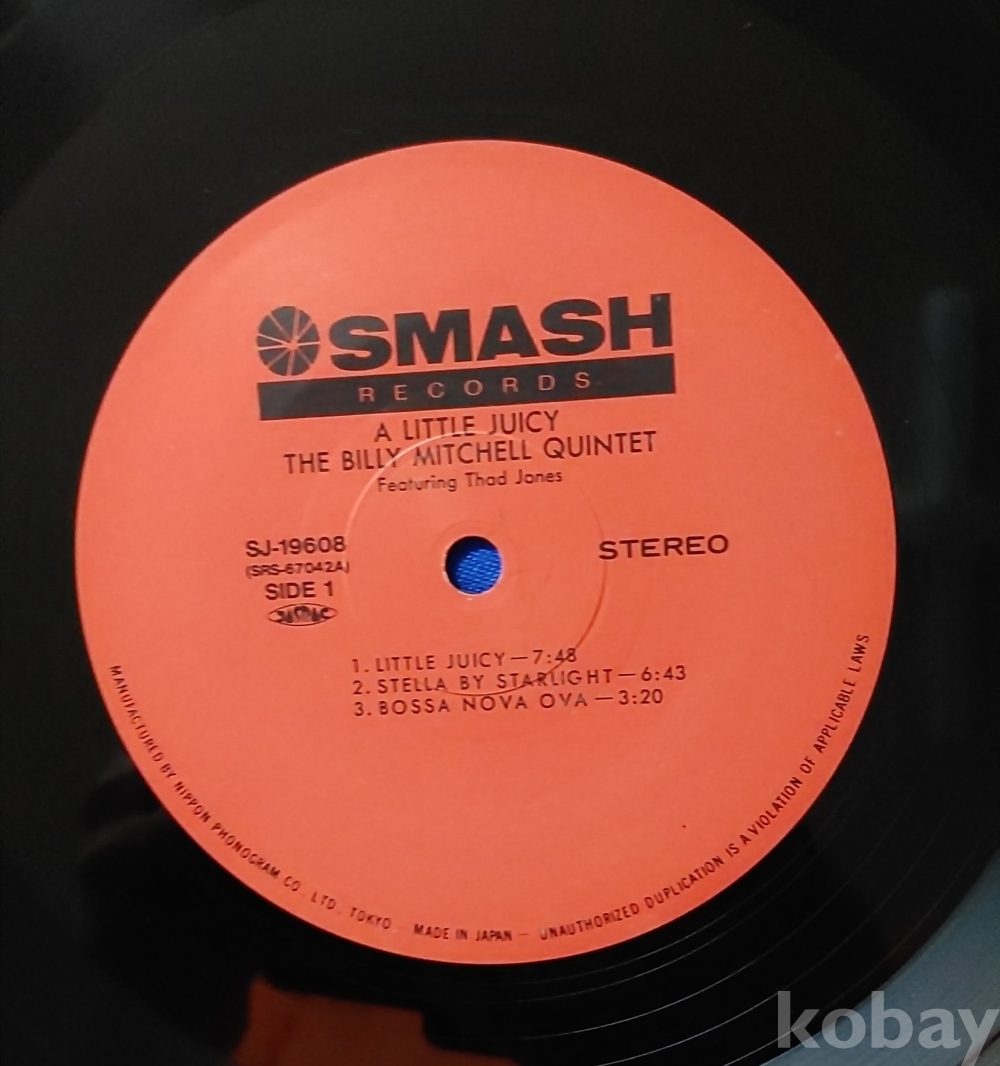 SMASH
RECORDS
A LITTLE JUICY
THE BILLY MITCHELL QUINTET
Featuring Thad Jones
SJ-19608
(SRS-67042A)
SIDE 1
JASRAC
STEREO
1. LITTLE JUICY—7:48
2. STELLA BY STARLIGHT—6:43
3. BOSSA NOVA OVA—3:20
MANUFACTURED BY NIPPON PHONOGRAM CO., LTD., TOKYO. MADE IN JAPAN — UNAUTHORIZED DUPLICATION IS A VIOLATION OF APPLICABLE LAWS
kobay